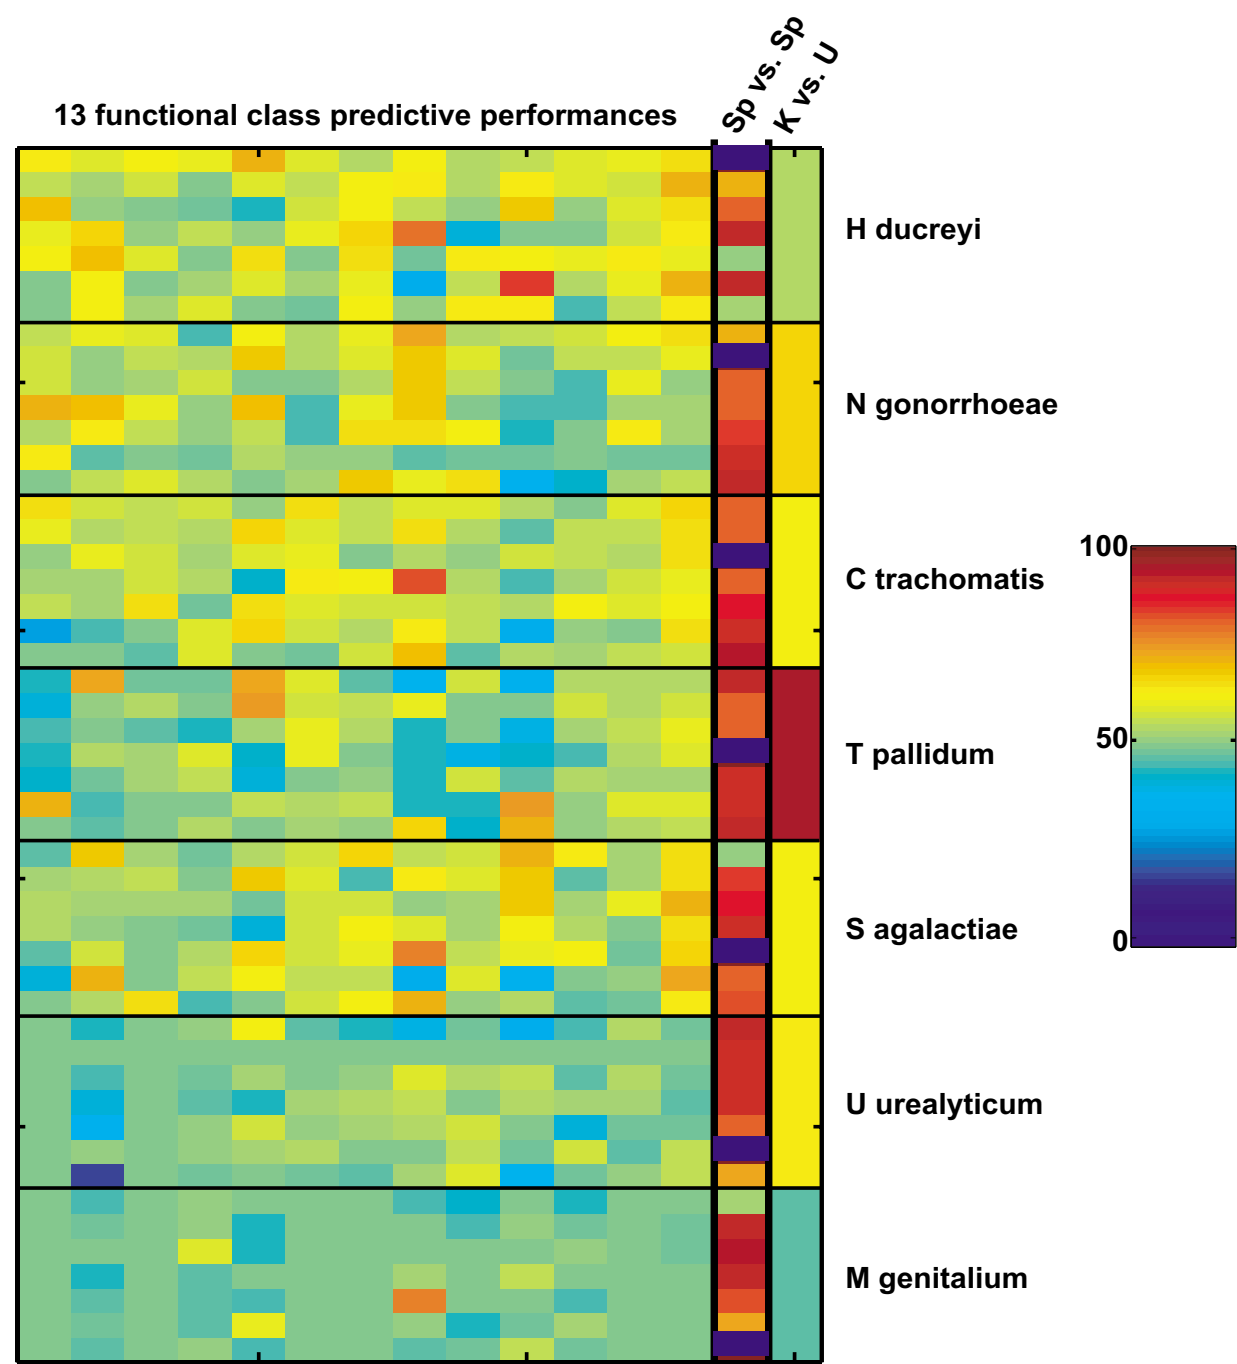 Sp vs. Sp
K vs. U
13 functional class predictive performances
H ducreyi
N gonorrhoeae
C trachomatis
T pallidum
S agalactiae
U urealyticum
M genitalium
100
50
0